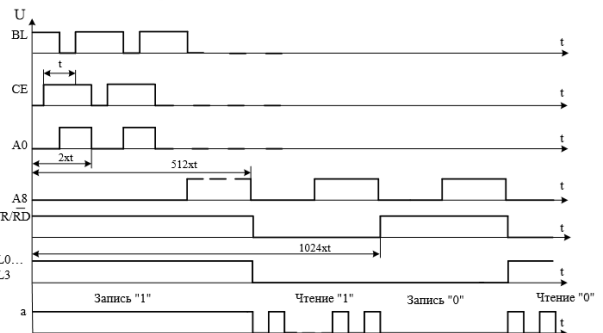 U
BL
t
t
CE
t
A0
t
2xt
512xt
A8
t
R/RD
t
1024xt
L0...
L3
t
Запись "1"
Чтение "1"
Запись "0"
Чтение "0"
a
t